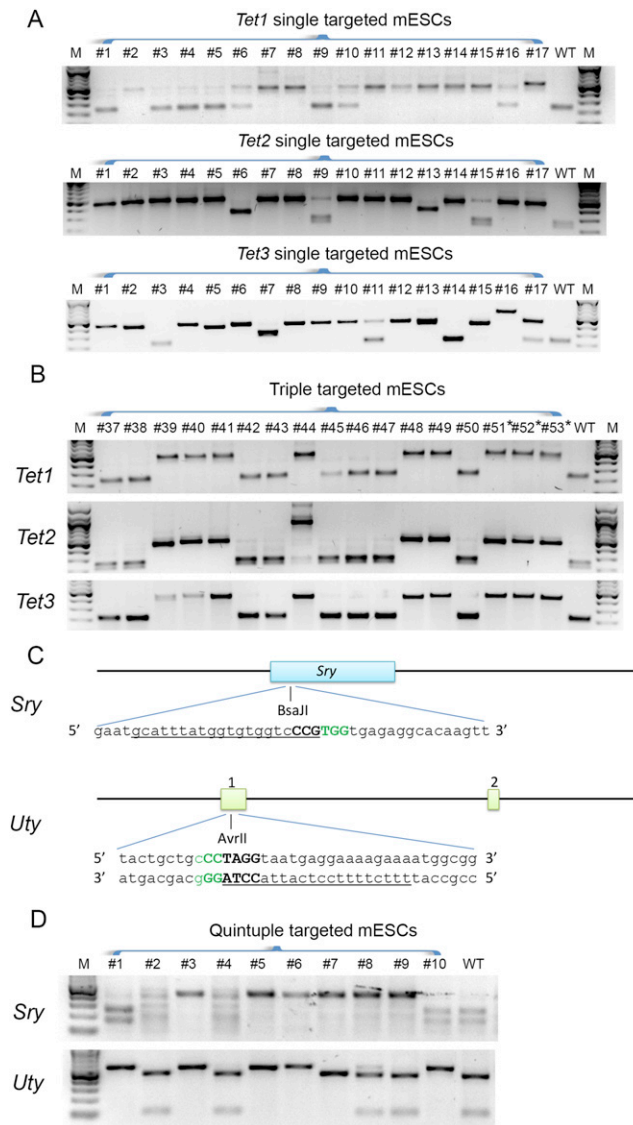 A
Tet1 single targeted mESCs
M #1 #2 #3 #4 #5 #6 #7 #8 #9 #10 #11 #12 #13 #14 #15 #16 #17 WT M
Tet2 single targeted mESCs
M #1 #2 #3 #4 #5 #6 #7 #8 #9 #10 #11 #12 #13 #14 #15 #16 #17 WT M
Tet3 single targeted mESCs
M #1 #2 #3 #4 #5 #6 #7 #8 #9 #10 #11 #12 #13 #14 #15 #16 #17 WT M
B
Triple targeted mESCs
M #37 #38 #39 #40 #41 #42 #43 #44 #45 #46 #47 #48 #49 #50 #51* #52* #53* WT M
Tet1
Tet2
Tet3
C
Sry
BsaJI
Sry
5' gaatgcatttatggtgtggtcCCGTGGtgagaggcacaagtt 3'
1 2
Uty
AvrII
5' tactgctgcCCTAGGtaatgaggaaaagaaaatggcgg 3'
3' atgacgacgGGATCCattactccttttcttttaccgcc 5'
D
Quintuple targeted mESCs
M #1 #2 #3 #4 #5 #6 #7 #8 #9 #10 WT
Sry
Uty